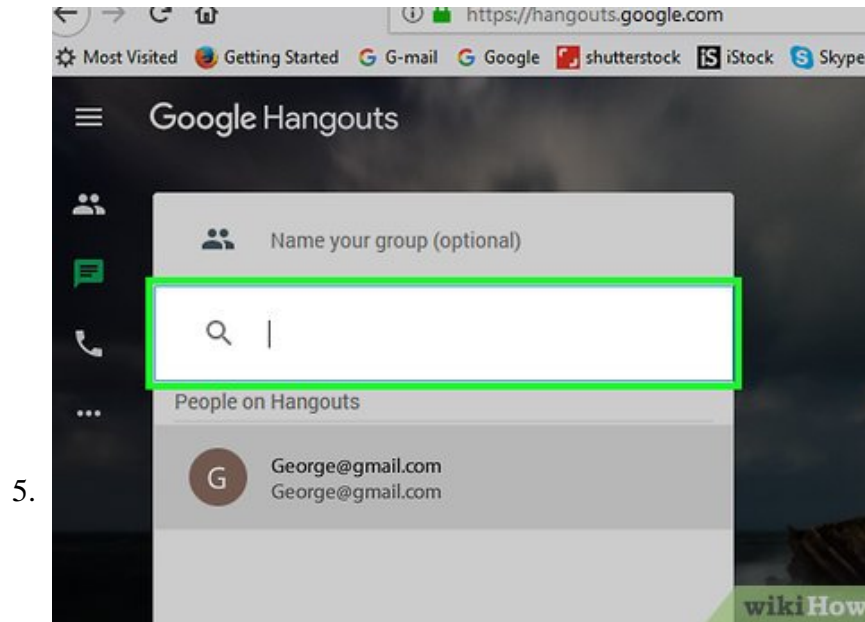 https://hangouts.google.com
Most Visited Getting Started G-mail Google shutterstock iStock Skype
Google Hangouts
Name your group (optional)
People on Hangouts
G
George@gmail.com
George@gmail.com
5.
wikiHow